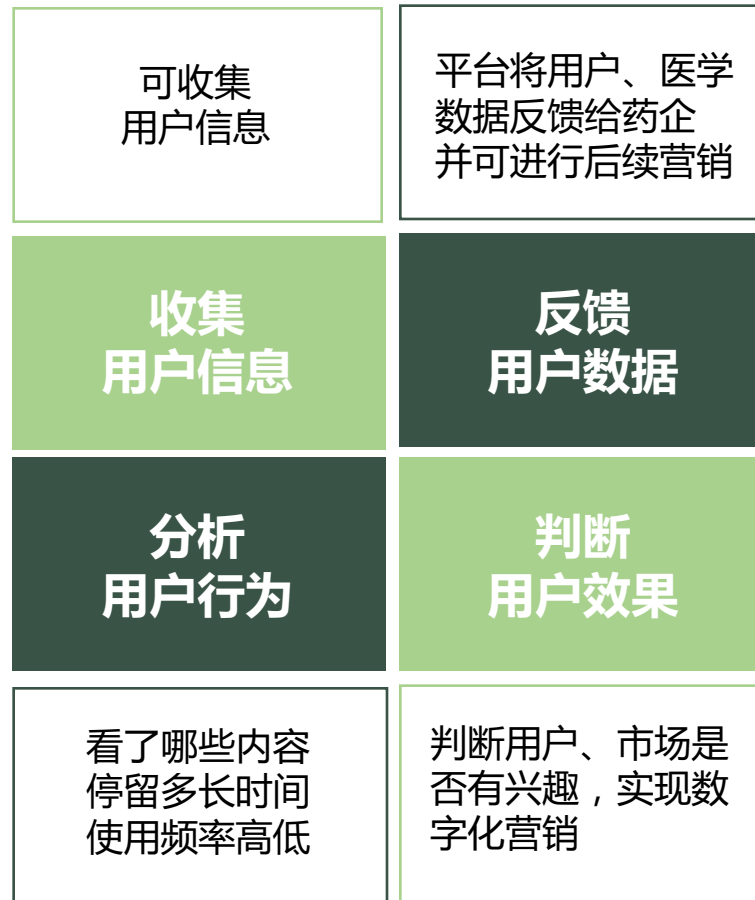 可收集
用户信息
平台将用户、医学
数据反馈给药企
并可进行后续营销
收集
用户信息
反馈
用户数据
分析
用户行为
判断
用户效果
看了哪些内容
停留多长时间
使用频率高低
判断用户、市场是
否有兴趣，实现数
字化营销